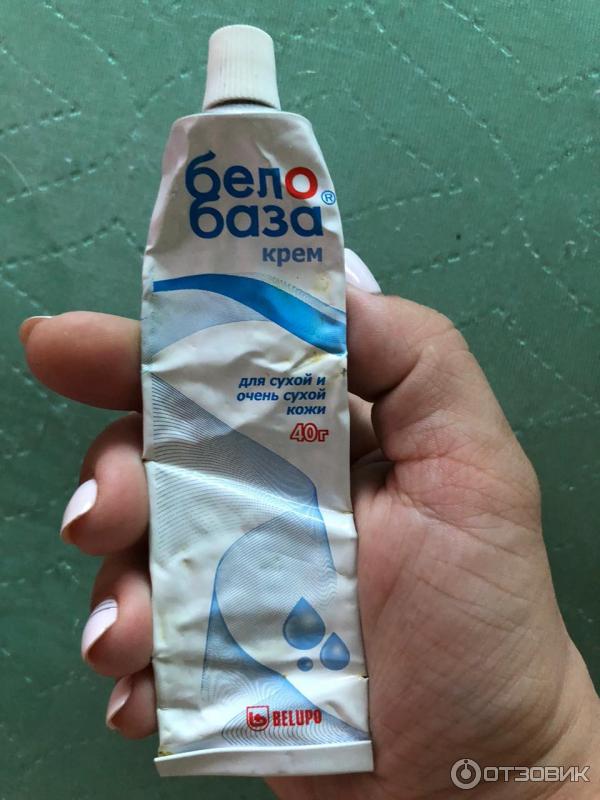 бело®
база
крем
для сухой и
очень сухой
кожи
40г
BELUPO
ОТЗОВИК